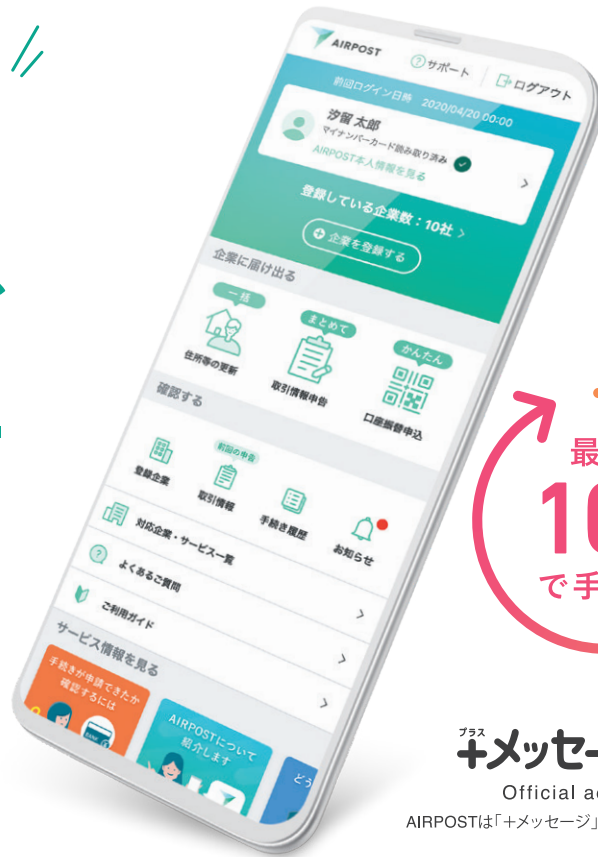 AIRPOST
サポート
ログアウト
前回ログイン日時 2020/04/20 00:00
汐留 太郎
マイナンバーカード読み取り済み
AIRPOST本人情報を見る
登録している企業数：10社
企業を登録する
企業に届け出る
一括
まとめて
かんたん
住所等の更新
取引情報申告
口座振替申込
確認する
前回の申告
登録企業
取引情報
手続き履歴
お知らせ
対応企業・サービス一覧
よくあるご質問
ご利用ガイド
サービス情報を見る
手続きが申請できたか
確認するには
BANK
AIRPOSTについて
紹介します
どう
最
10
で手
プラス
+メッセー
Official a
AIRPOSTは「+メッセージ」